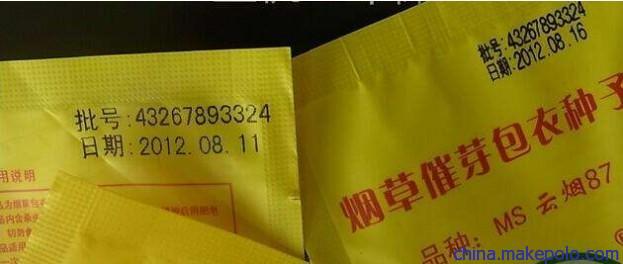 批号:43267893324
日期:2012.08.11
用说明
批号:43267893324
日期:2012.08.16
烟草催芽包衣种子
品种: MS 云烟87
china.makepolo.com